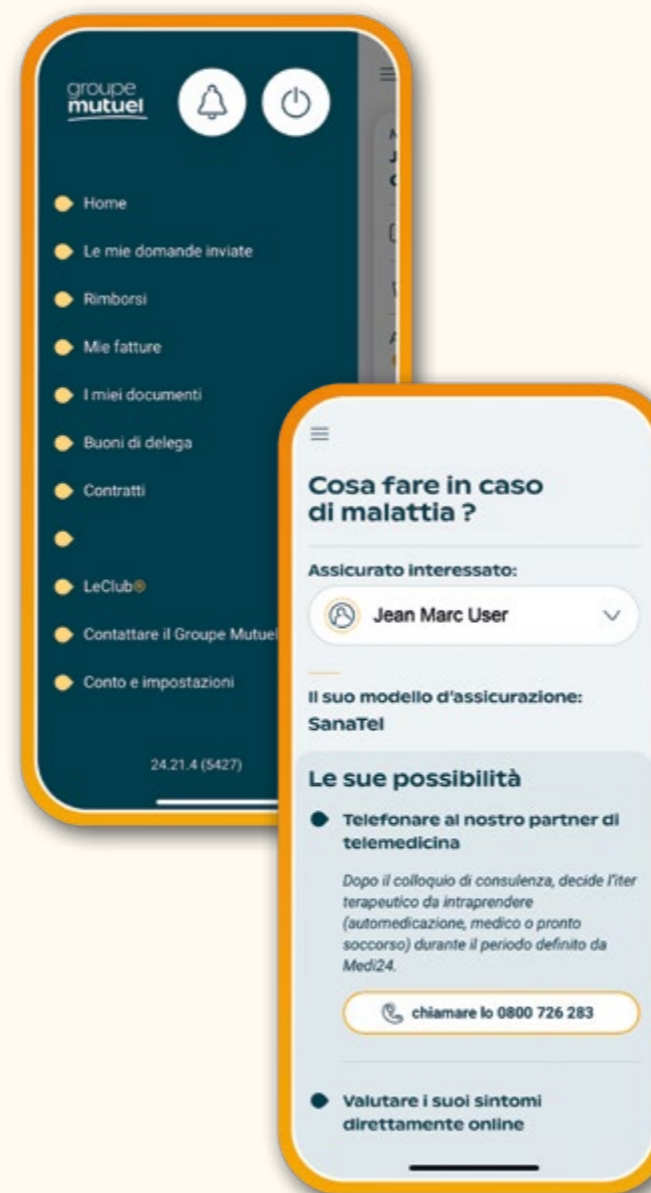 groupe
mutuel
Home
Le mie domande inviate
Rimborsi
Mie fatture
I miei documenti
Buoni di delega
Contratti
LeClub®
Contattare il Groupe Mutuel
Conto e impostazioni
24.21.4 (5427)
Cosa fare in caso
di malattia ?
Assicurato interessato:
Jean Marc User
Il suo modello d'assicurazione:
SanaTel
Le sue possibilità
Telefonare al nostro partner di
telemedicina
Dopo il colloquio di consulenza, decide l'iter
terapeutico da intraprendere
(automedicazione, medico o pronto
soccorso) durante il periodo definito da
Medi24.
chiamare lo 0800 726 283
Valutare i suoi sintomi
direttamente online